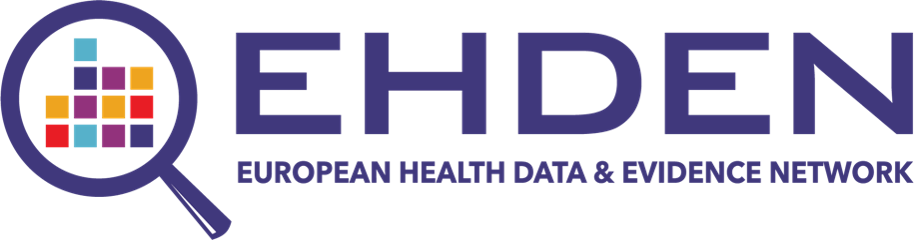 EHDEN
EUROPEAN HEALTH DATA & EVIDENCE NETWORK